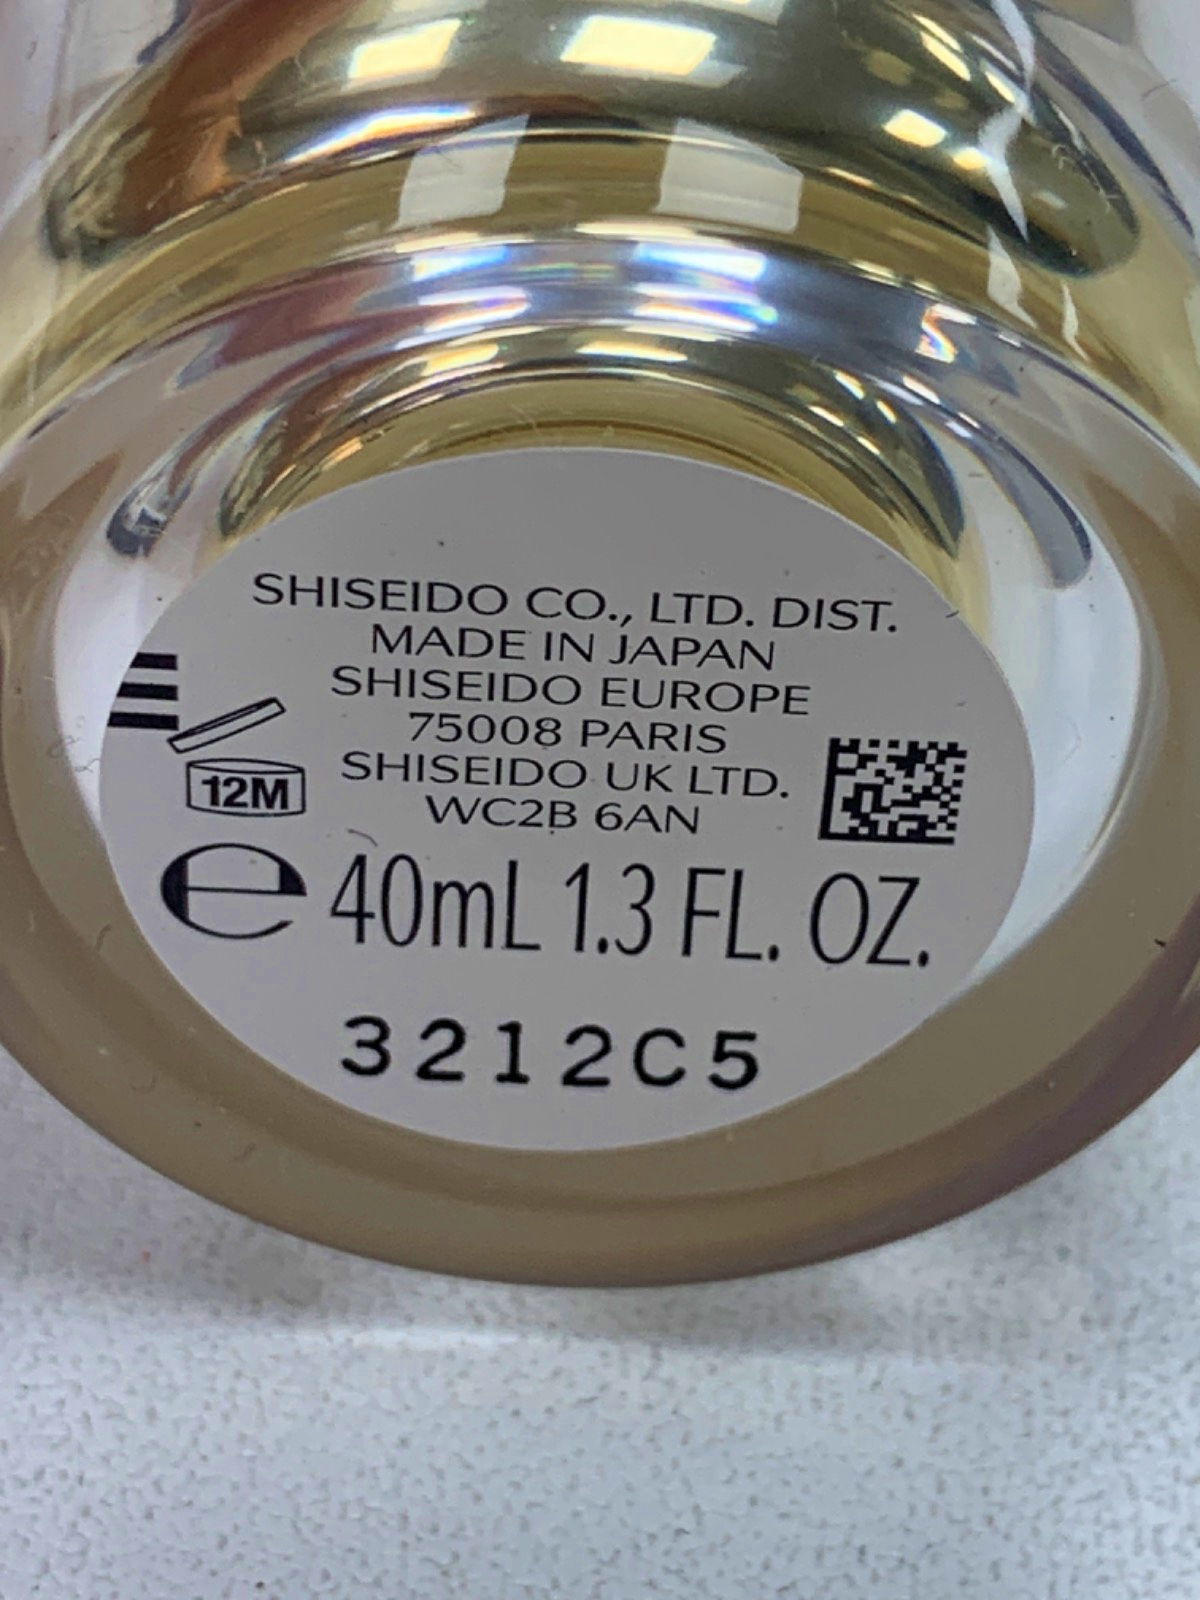 SHISEIDO CO., LTD. DIST.
MADE IN JAPAN
SHISEIDO EUROPE
75008 PARIS
SHISEIDO UK LTD.
WC2B 6AN
12M
℮ 40mL 1.3 FL. OZ.
3212C5